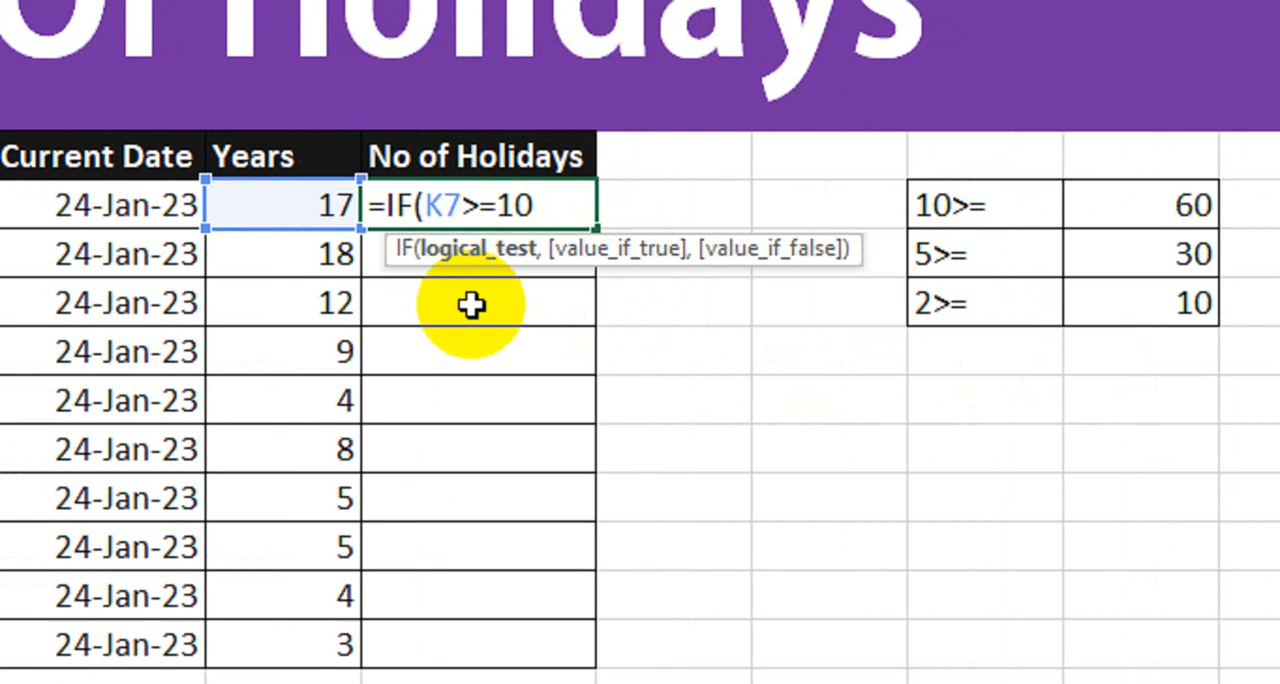 Of Holidays
Current Date Years No of Holidays
24-Jan-23 17 =IF(K7>=10 10>= 60
IF(logical_test, [value_if_true], [value_if_false])
24-Jan-23 18 5>= 30
24-Jan-23 12 2>= 10
24-Jan-23 9
24-Jan-23 4
24-Jan-23 8
24-Jan-23 5
24-Jan-23 5
24-Jan-23 4
24-Jan-23 3